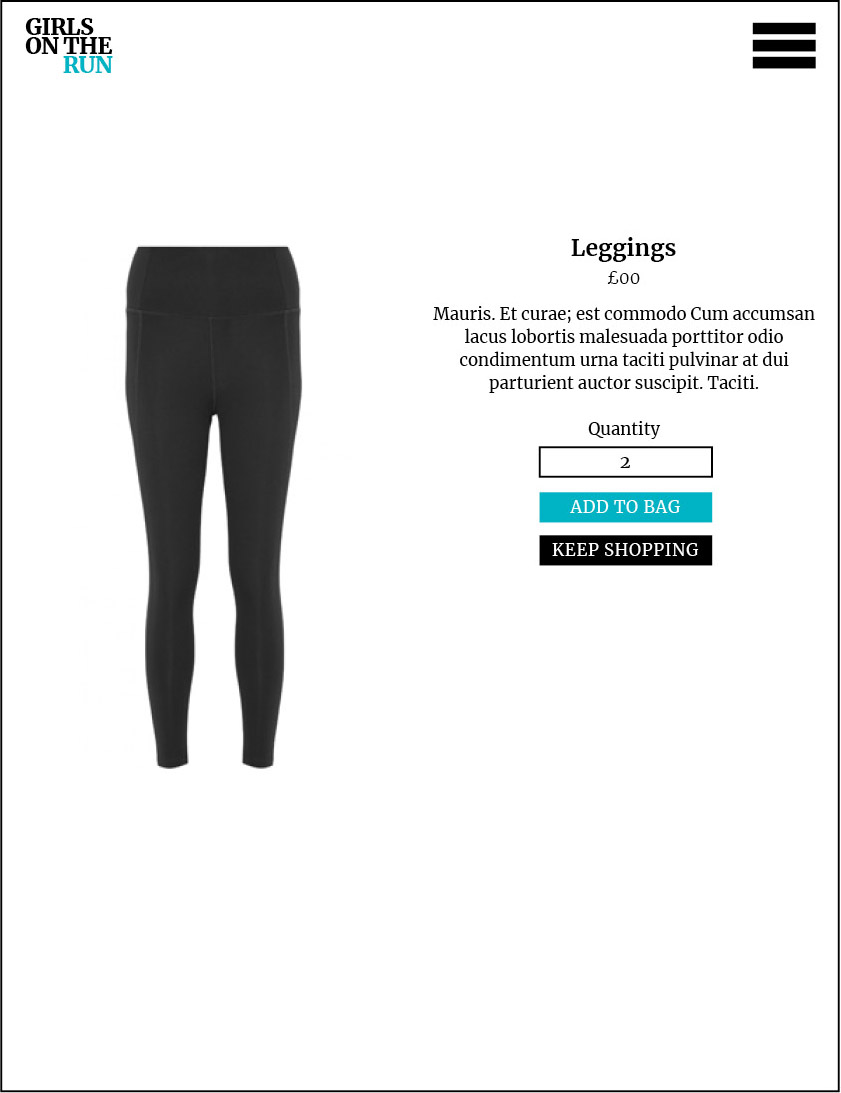 GIRLS
ON THE
RUN
Leggings
£00
Mauris. Et curae; est commodo Cum accumsan
lacus lobortis malesuada porttitor odio
condimentum urna taciti pulvinar at dui
parturient auctor suscipit. Taciti.
Quantity
2
ADD TO BAG
KEEP SHOPPING